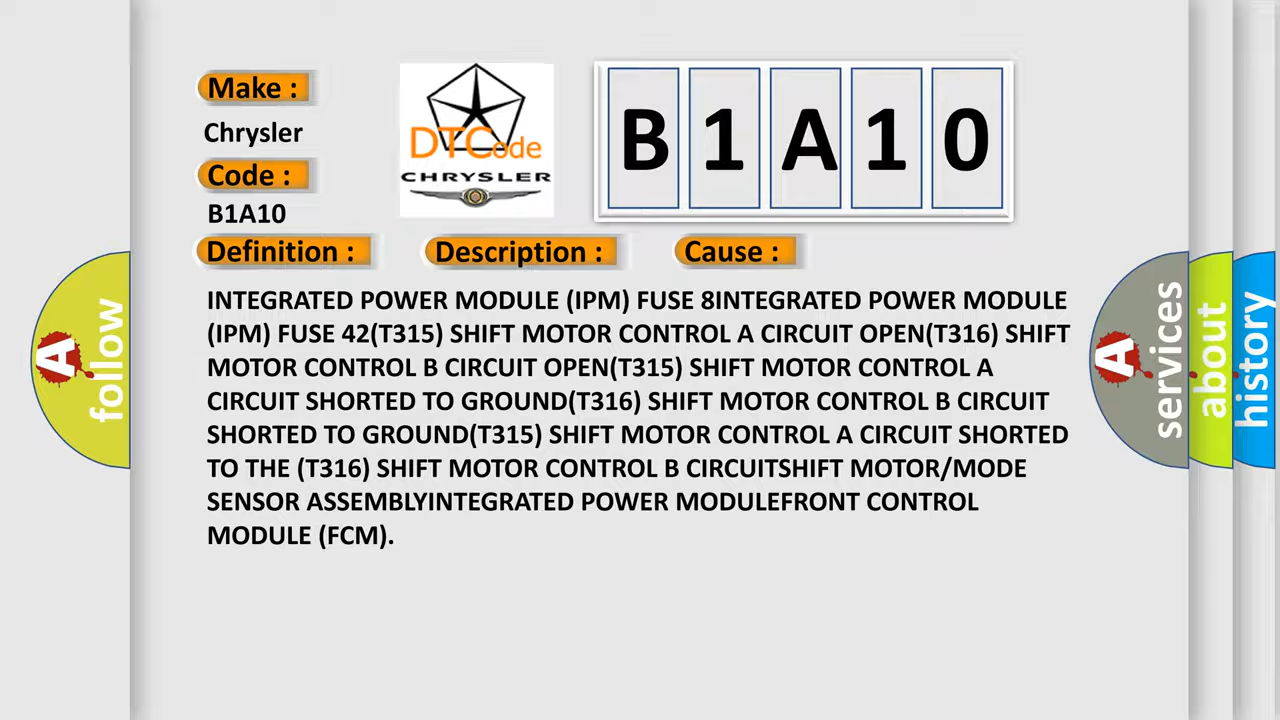 Make :
Chrysler
Code :
B1A10
DTCode
CHRYSLER
B 1 A 1 0
Definition :
Description :
Cause :
INTEGRATED POWER MODULE (IPM) FUSE 8INTEGRATED POWER MODULE
(IPM) FUSE 42(T315) SHIFT MOTOR CONTROL A CIRCUIT OPEN(T316) SHIFT
MOTOR CONTROL B CIRCUIT OPEN(T315) SHIFT MOTOR CONTROL A
CIRCUIT SHORTED TO GROUND(T316) SHIFT MOTOR CONTROL B CIRCUIT
SHORTED TO GROUND(T315) SHIFT MOTOR CONTROL A CIRCUIT SHORTED
TO THE (T316) SHIFT MOTOR CONTROL B CIRCUITSHIFT MOTOR/MODE
SENSOR ASSEMBLYINTEGRATED POWER MODULEFRONT CONTROL
MODULE (FCM).
A
follow
A
services
about
history